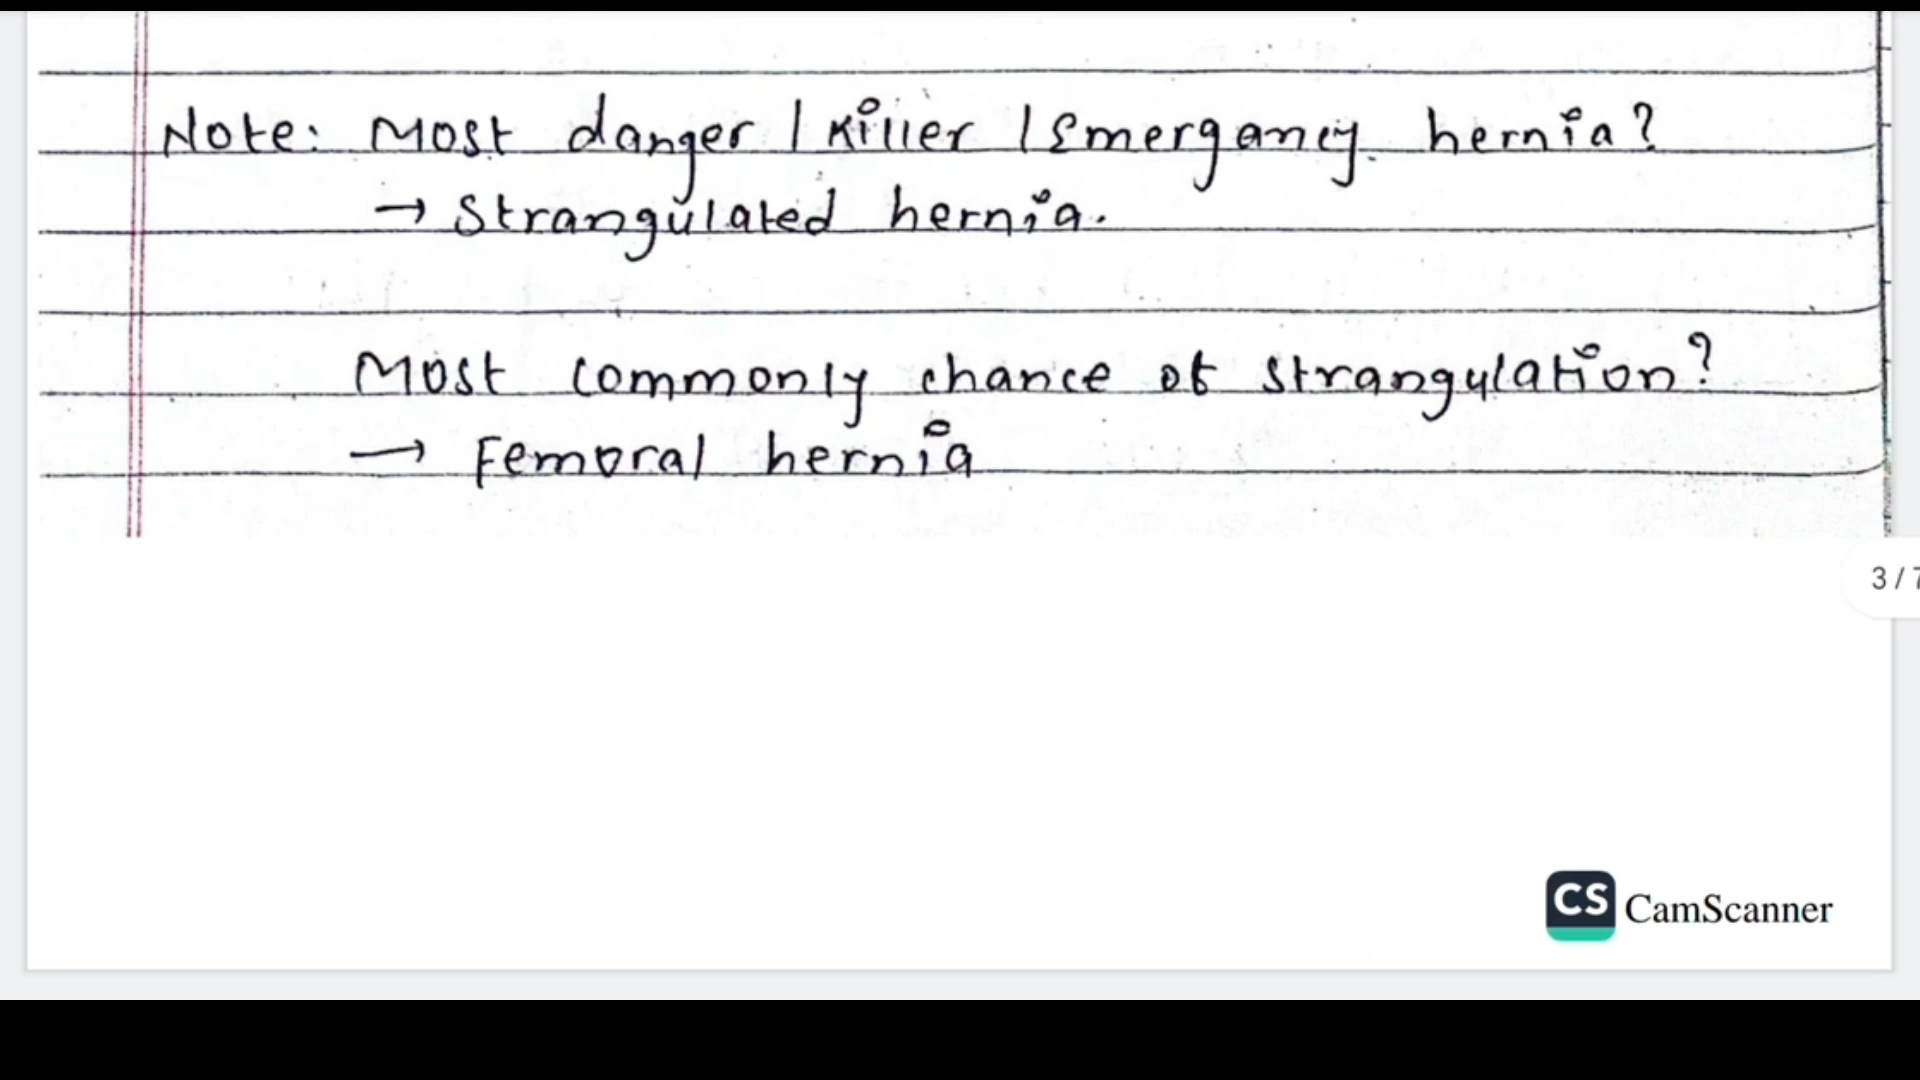 Note: Most danger / Killer / Emergancy hernia?
→ Strangulated hernia.
Most commonly chance of strangulation?
→ Femoral hernia
3 / 7
CS CamScanner